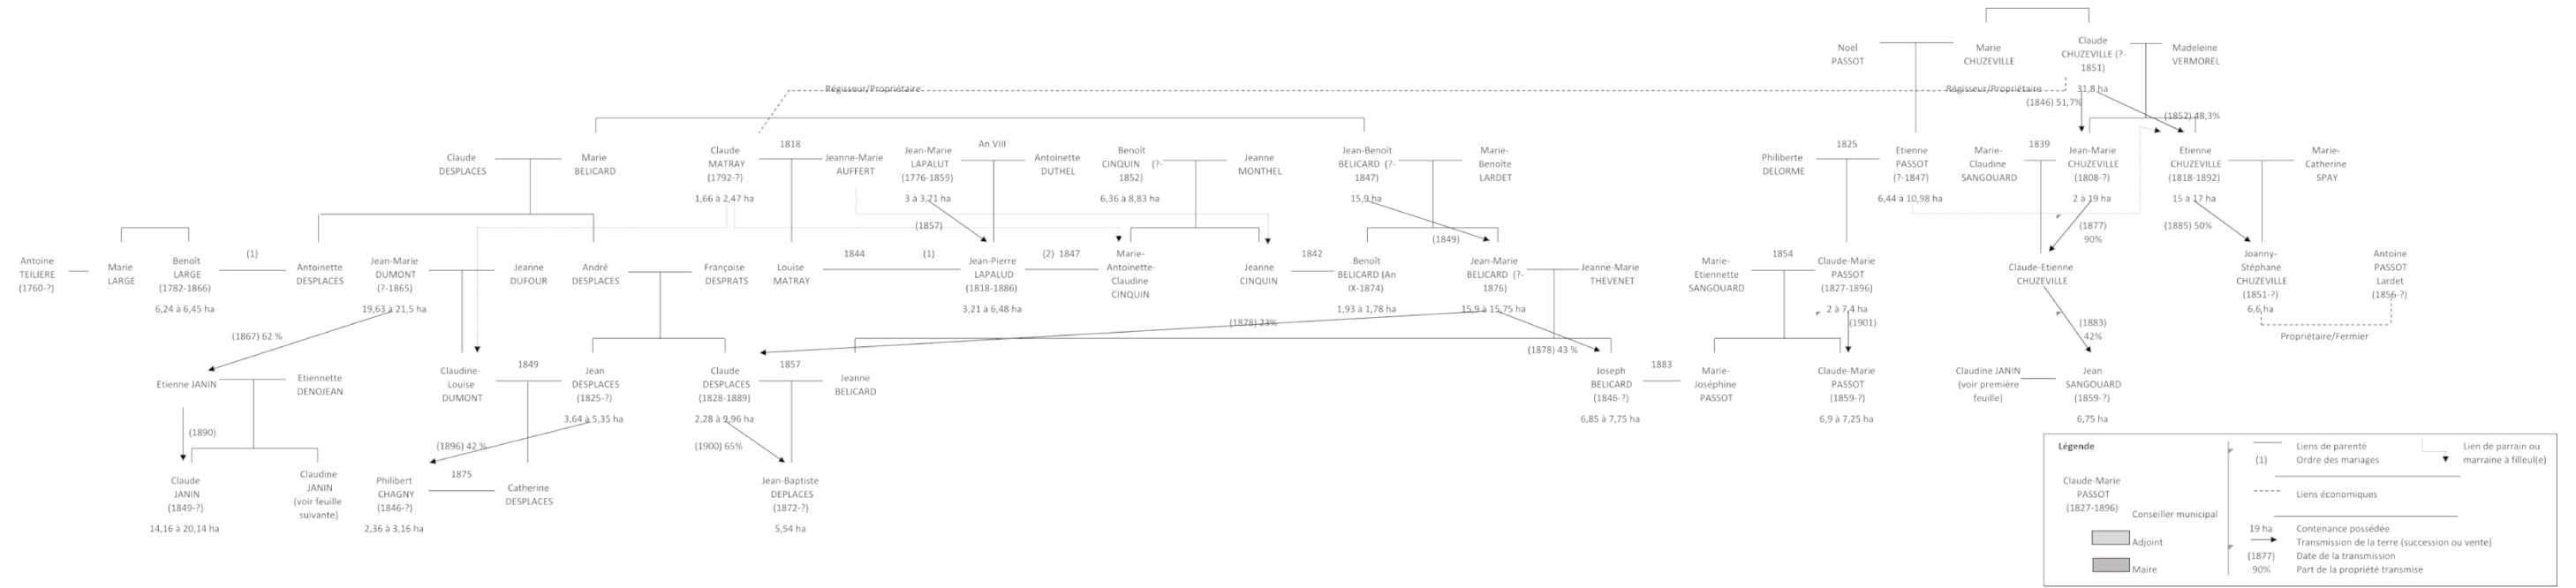 Noël
PASSOT
Marie
CHUZEVILLE
Claude
CHUZEVILLE (?-
1851)
Madeleine
VERMOREL
31,8 ha
Régisseur/Propriétaire
Régisseur/Propriétaire
(1846) 51,7%
(1852) 48,3%
Claude
DESPLACES
Marie
BELICARD
Claude
MATRAY
(1792-?)
1,66 à 2,47 ha
1818
Jeanne-Marie
AUFFERT
Jean-Marie
LAPALUT
(1776-1859)
3 à 3,71 ha
An VIII
Antoinette
DUTHEL
Benoît
CINQUIN (?-
1852)
6,36 à 8,83 ha
Jeanne
MONTHEL
Jean-Benoît
BELICARD (?-
1847)
15,9 ha
Marie-
Benoîte
LARDET
Philiberte
DELORME
1825
Etienne
PASSOT
(?-1847)
6,44 à 10,98 ha
Marie-
Claudine
SANGOUARD
1839
Jean-Marie
CHUZEVILLE
(1808-?)
2 à 19 ha
Etienne
CHUZEVILLE
(1818-1892)
15 à 17 ha
Marie-
Catherine
SPAY
(1857)
(1849)
(1877)
90%
(1885) 50%
Antoine
TEILIERE
(1760-?)
Marie
LARGE
Benoît
LARGE
(1782-1866)
6,24 à 6,45 ha
(1)
Antoinette
DESPLACES
Jean-Marie
DUMONT
(?-1865)
19,63 à 21,5 ha
Jeanne
DUFOUR
André
DESPLACES
Françoise
DESPRATS
Louise
MATRAY
1844
(1)
Jean-Pierre
LAPALUD
(1818-1886)
3,21 à 6,48 ha
(2) 1847
Marie-
Antoinette-
Claudine
CINQUIN
Jeanne
CINQUIN
1842
Benoît
BELICARD (An
IX-1874)
1,93 à 1,78 ha
Jean-Marie
BELICARD (?-
1876)
15,9 à 15,75 ha
Jeanne-Marie
THEVENET
Marie-
Etiennette
SANGOUARD
1854
Claude-Marie
PASSOT
(1827-1896)
2 à 7,4 ha
Claude-Etienne
CHUZEVILLE
Joanny-
Stéphane
CHUZEVILLE
(1851-?)
6,6 ha
Antoine
PASSOT
Lardet
(1856-?)
Propriétaire/Fermier
(1867) 62 %
(1878) 23%
(1878) 43 %
(1901)
(1883)
42%
Etienne JANIN
Etiennette
DENOJEAN
Claudine-
Louise
DUMONT
1849
Jean
DESPLACES
(1825-?)
3,64 à 5,35 ha
Claude
DESPLACES
(1828-1889)
2,28 à 9,96 ha
1857
Jeanne
BELICARD
Joseph
BELICARD
(1846-?)
6,85 à 7,75 ha
1883
Marie-
Joséphine
PASSOT
Claude-Marie
PASSOT
(1859-?)
6,9 à 7,25 ha
Claudine JANIN
(voir première
feuille)
Jean
SANGOUARD
(1859-?)
6,75 ha
(1890)
(1896) 42 %
(1900) 65%
Claude
JANIN
(1849-?)
14,16 à 20,14 ha
Claudine
JANIN
(voir feuille
suivante)
Philibert
CHAGNY
(1846-?)
2,36 à 3,16 ha
1875
Catherine
DESPLACES
Jean-Baptiste
DEPLACES
(1872-?)
5,54 ha
Légende
Claude-Marie
PASSOT
(1827-1896)
Conseiller municipal
Adjoint
Maire
Liens de parenté
(1) Ordre des mariages
Liens économiques
19 ha Contenance possédée
Transmission de la terre (succession ou vente)
(1877) Date de la transmission
90% Part de la propriété transmise
Lien de parrain ou
marraine à filleul(e)